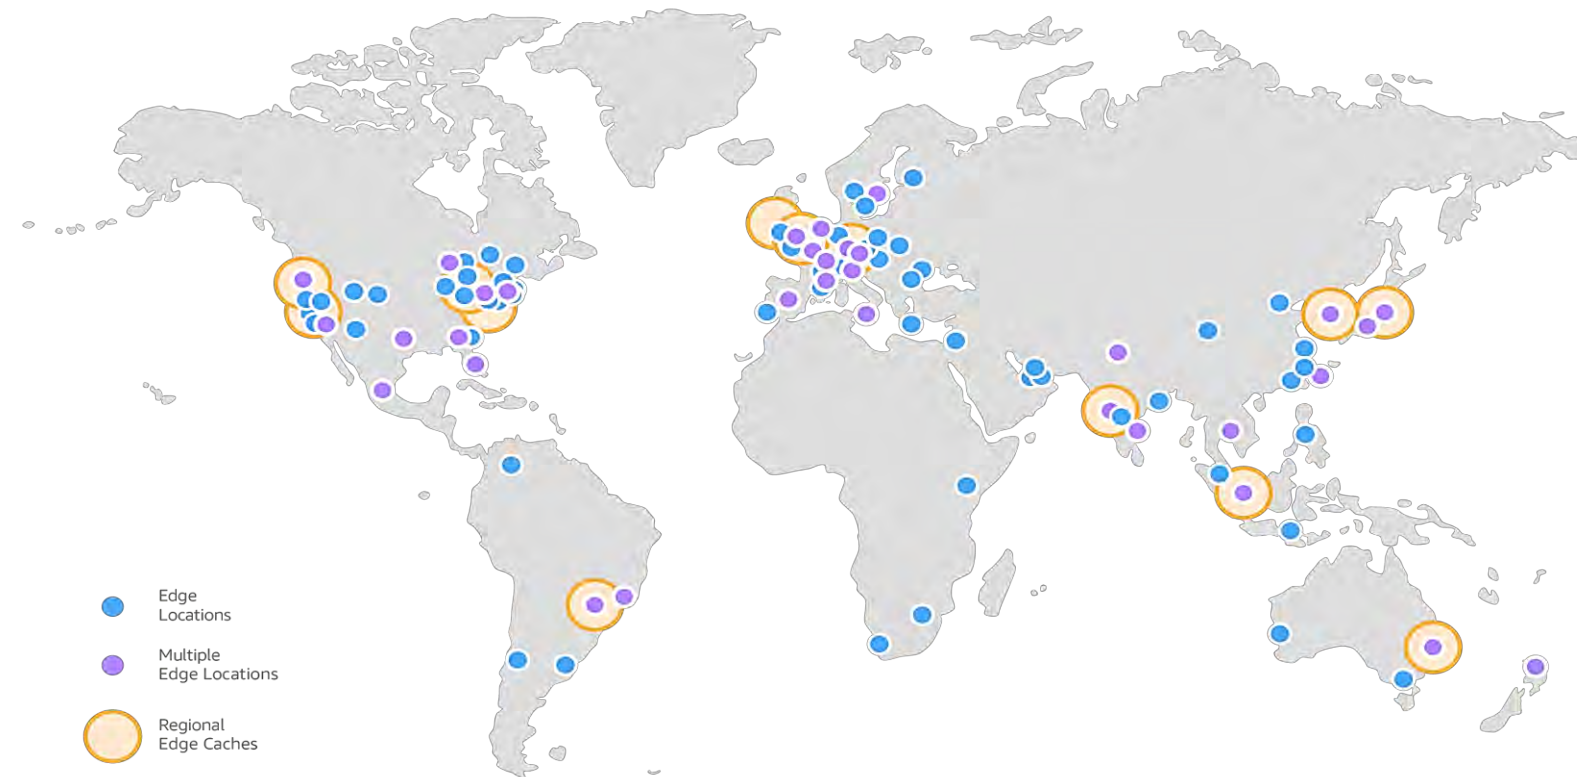 Edge
Locations
Multiple
Edge Locations
Regional
Edge Caches